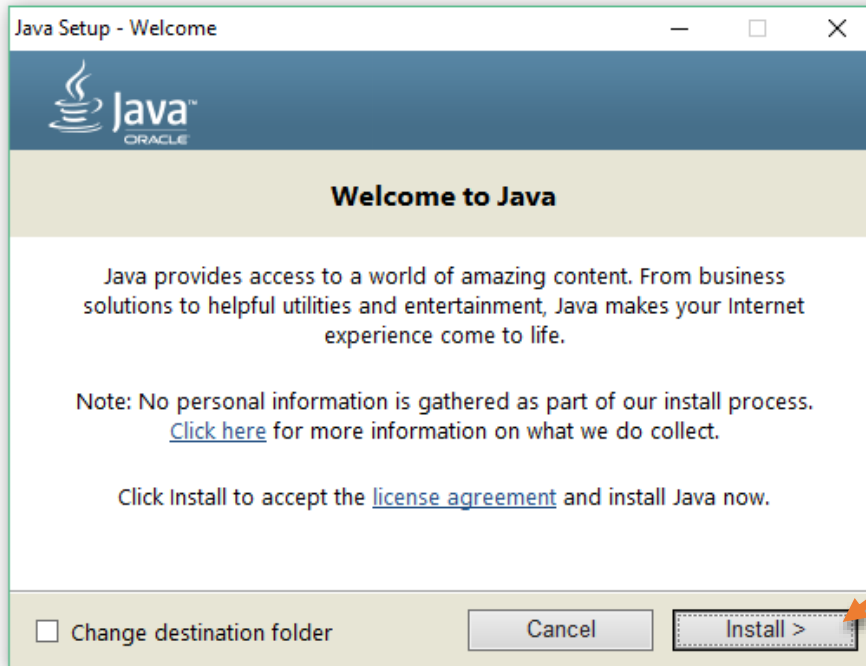 Java Setup - Welcome
Java™
ORACLE
Welcome to Java
Java provides access to a world of amazing content. From business
solutions to helpful utilities and entertainment, Java makes your Internet
experience come to life.
Note: No personal information is gathered as part of our install process.
Click here for more information on what we do collect.
Click Install to accept the license agreement and install Java now.
Change destination folder
Cancel
Install >